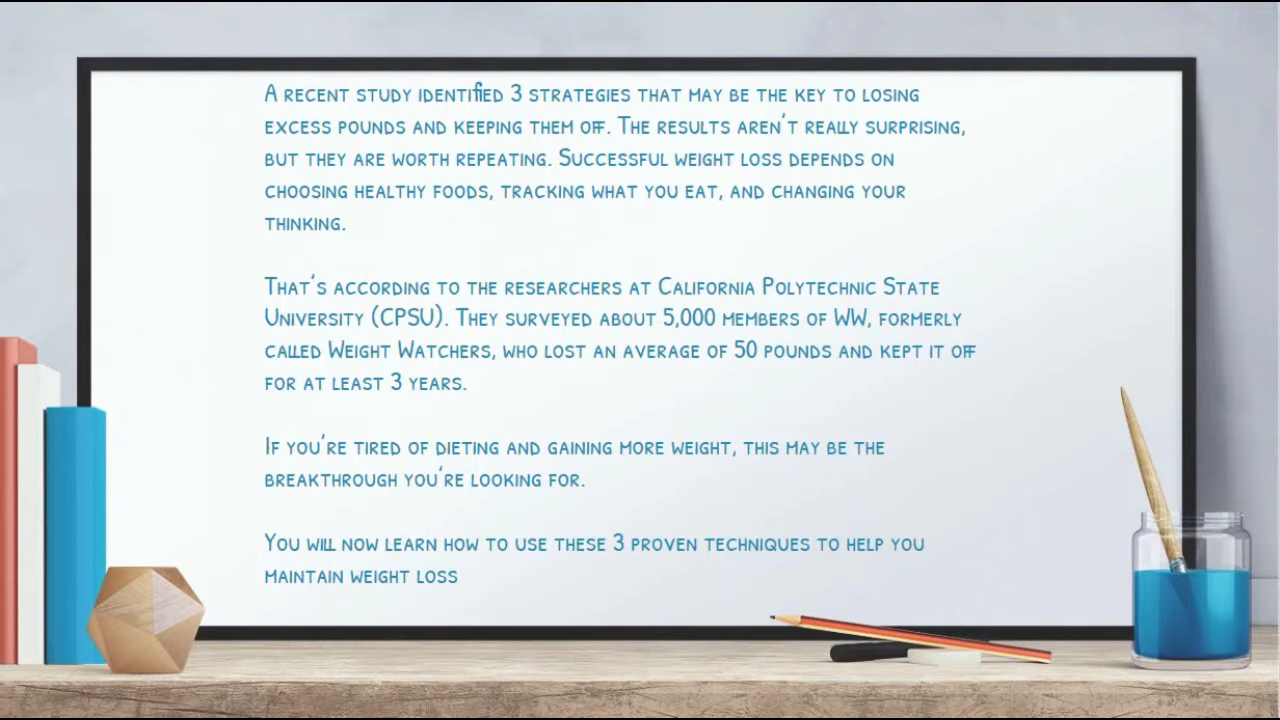 A recent study identified 3 strategies that may be the key to losing
excess pounds and keeping them off. The results aren't really surprising,
but they are worth repeating. Successful weight loss depends on
choosing healthy foods, tracking what you eat, and changing your
thinking.
That's according to the researchers at California Polytechnic State
University (CPSU). They surveyed about 5,000 members of WW, formerly
called Weight Watchers, who lost an average of 50 pounds and kept it off
for at least 3 years.
If you're tired of dieting and gaining more weight, this may be the
breakthrough you're looking for.
You will now learn how to use these 3 proven techniques to help you
maintain weight loss